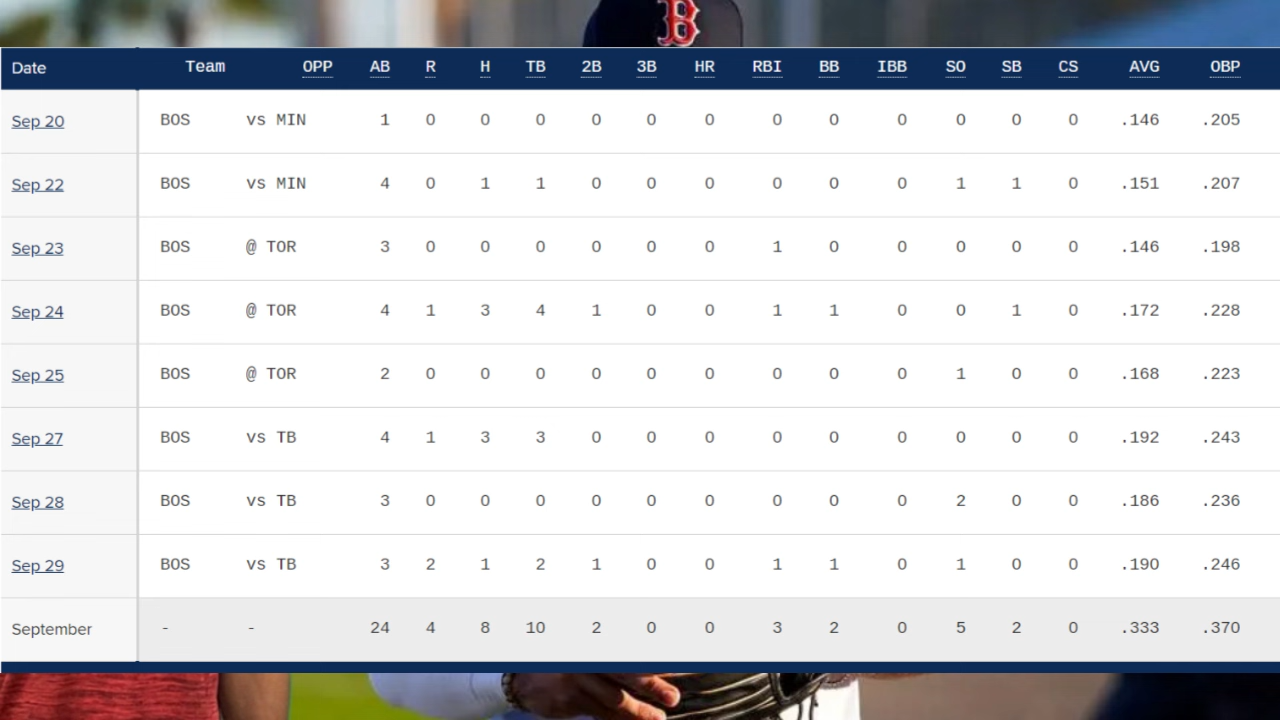 B
Date Team OPP AB R H TB 2B 3B HR RBI BB IBB SO SB CS AVG OBP
Sep 20 BOS vs MIN 1 0 0 0 0 0 0 0 0 0 0 0 0 .146 .205
Sep 22 BOS vs MIN 4 0 1 1 0 0 0 0 0 0 1 1 0 .151 .207
Sep 23 BOS @ TOR 3 0 0 0 0 0 0 1 0 0 0 0 0 .146 .198
Sep 24 BOS @ TOR 4 1 3 4 1 0 0 1 1 0 0 1 0 .172 .228
Sep 25 BOS @ TOR 2 0 0 0 0 0 0 0 0 0 1 0 0 .168 .223
Sep 27 BOS vs TB 4 1 3 3 0 0 0 0 0 0 0 0 0 .192 .243
Sep 28 BOS vs TB 3 0 0 0 0 0 0 0 0 0 2 0 0 .186 .236
Sep 29 BOS vs TB 3 2 1 2 1 0 0 1 1 0 1 0 0 .190 .246
September - - 24 4 8 10 2 0 0 3 2 0 5 2 0 .333 .370